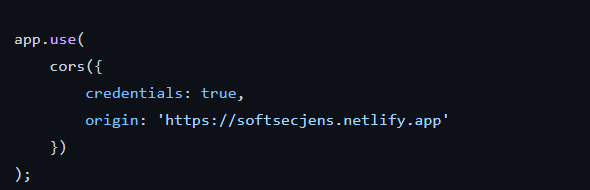 app.use(
    cors({
        credentials: true,
        origin: 'https://softsecjens.netlify.app'
    })
);